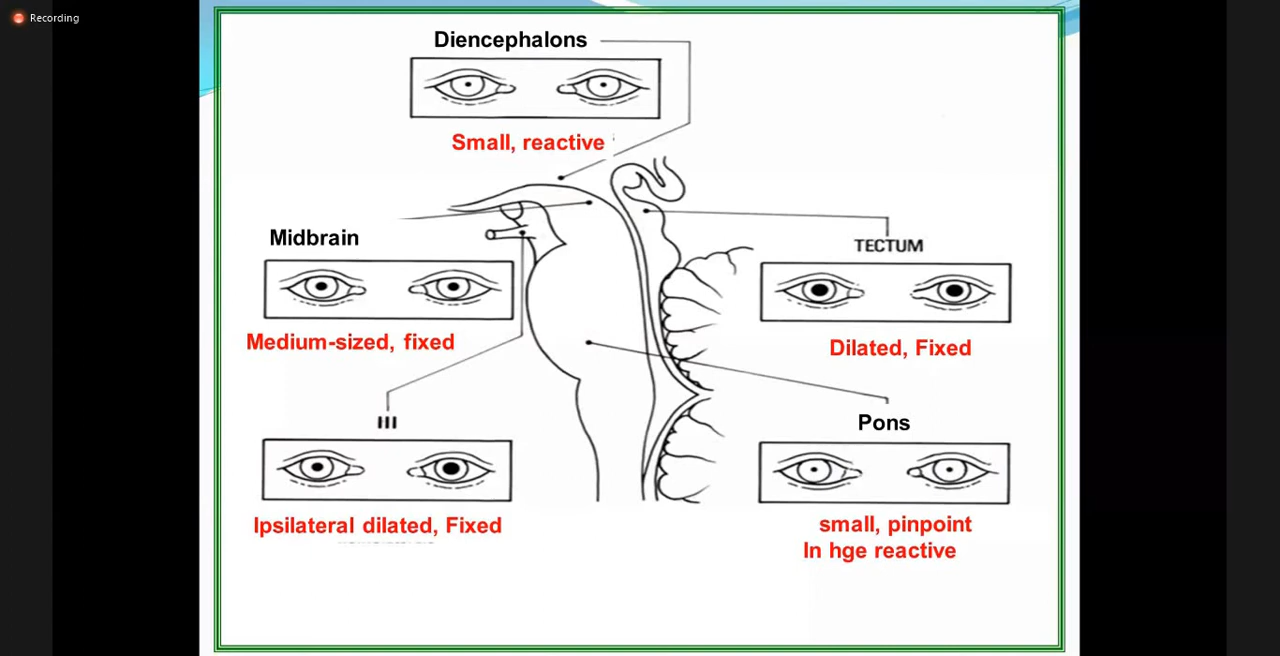 Recording
Diencephalons
Small, reactive
Midbrain
Medium-sized, fixed
TECTUM
Dilated, Fixed
III
Ipsilateral dilated, Fixed
Pons
small, pinpoint
In hge reactive